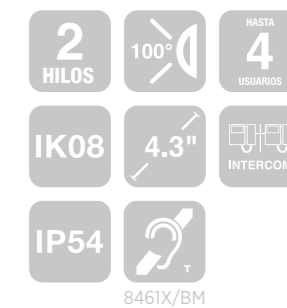 2
HILOS
100°
HASTA
4
USUARIOS
IK08
4.3"
INTERCOM
IP54
T
8461X/BM